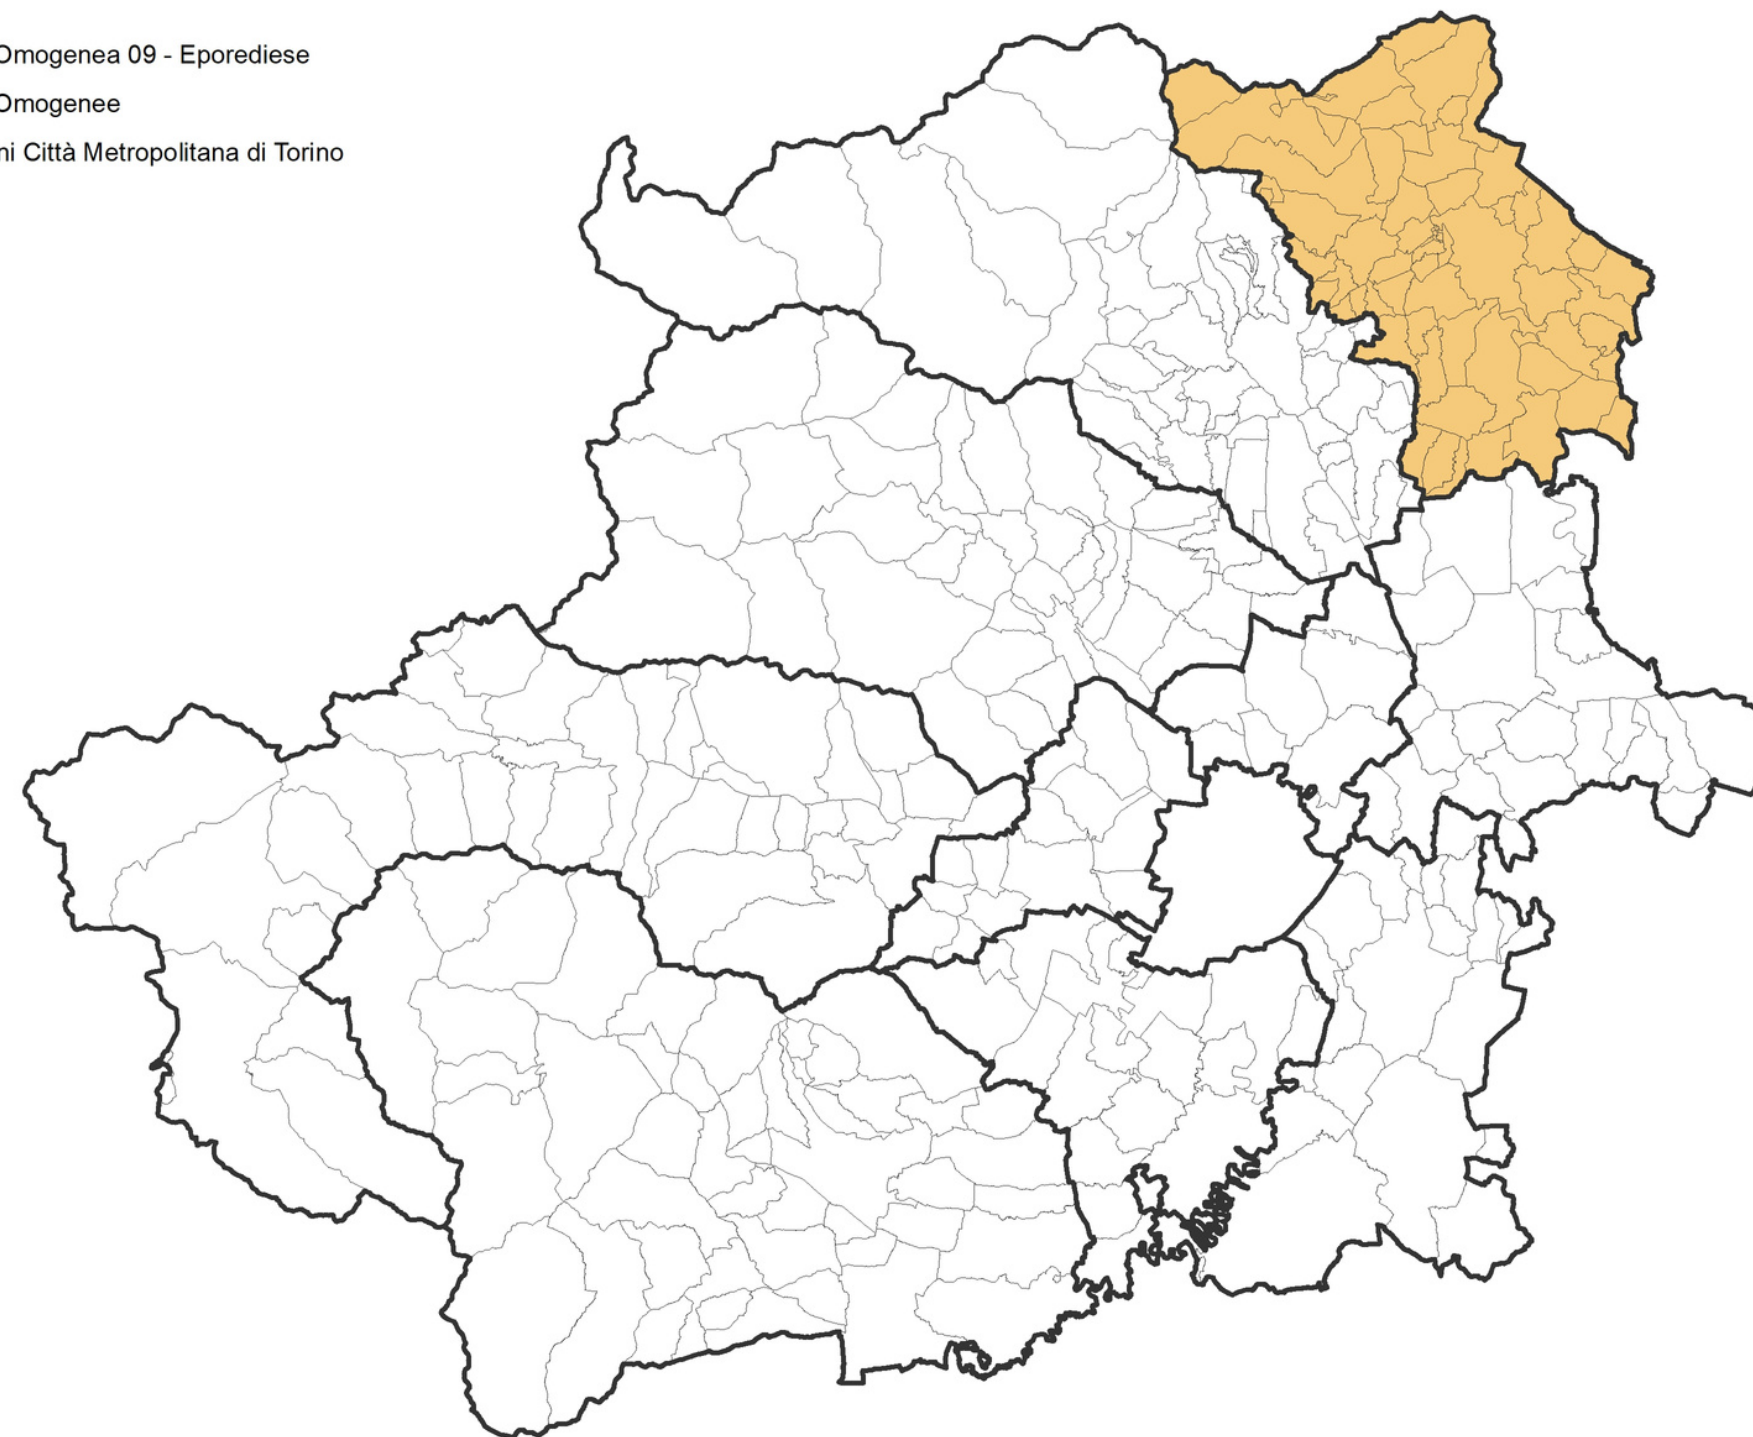 Omogenea 09 - Eporediese
Omogenee
ni Città Metropolitana di Torino